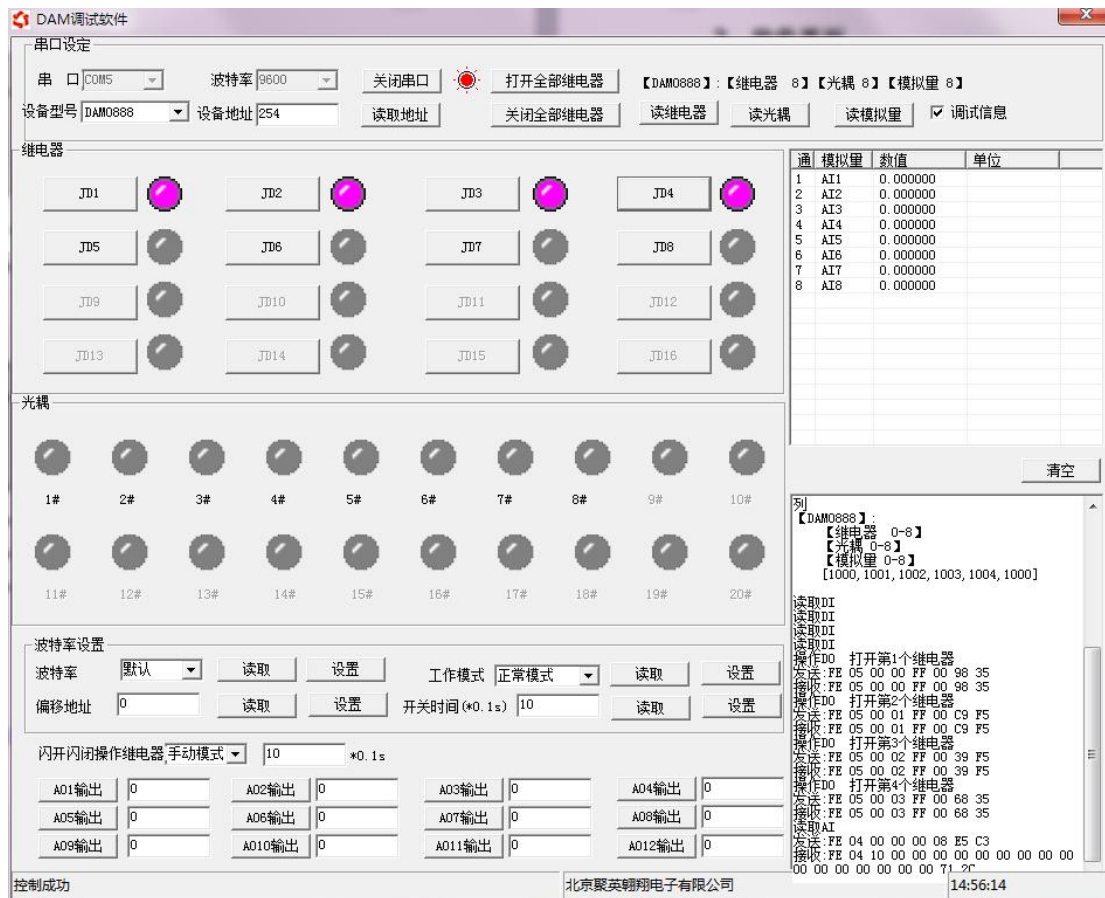 DAM调试软件
串口设定
串 口 COM5 波特率 9600 关闭串口 打开全部继电器 【DAM0888】:【继电器 8】【光耦 8】【模拟量 8】
设备型号 DAM0888 设备地址 254 读取地址 关闭全部继电器 读继电器 读光耦 读模拟量 调试信息
继电器
JD1 JD2 JD3 JD4
JD5 JD6 JD7 JD8
JD9 JD10 JD11 JD12
JD13 JD14 JD15 JD16
通 模拟量 数值 单位
1 AI1 0.000000
2 AI2 0.000000
3 AI3 0.000000
4 AI4 0.000000
5 AI5 0.000000
6 AI6 0.000000
7 AI7 0.000000
8 AI8 0.000000
光耦
1# 2# 3# 4# 5# 6# 7# 8# 9# 10#
11# 12# 13# 14# 15# 16# 17# 18# 19# 20#
清空
列
【DAM0888】:
【继电器 0-8】
【光耦 0-8】
【模拟量 0-8】
[1000,1001,1002,1003,1004,1000]
读取DI
读取DI
读取DI
读取DI
操作DO 打开第1个继电器
发送:FE 05 00 00 FF 00 98 35
接收:FE 05 00 00 FF 00 98 35
操作DO 打开第2个继电器
发送:FE 05 00 01 FF 00 C9 F5
接收:FE 05 00 01 FF 00 C9 F5
操作DO 打开第3个继电器
发送:FE 05 00 02 FF 00 39 F5
接收:FE 05 00 02 FF 00 39 F5
操作DO 打开第4个继电器
发送:FE 05 00 03 FF 00 68 35
接收:FE 05 00 03 FF 00 68 35
读取AI
发送:FE 04 00 00 00 08 E5 C3
接收:FE 04 10 00 00 00 00 00 00 00 00 00
00 00 00 00 00 00 00 71 2C
波特率设置
波特率 默认 读取 设置 工作模式 正常模式 读取 设置
偏移地址 0 读取 设置 开关时间(*0.1s) 10 读取 设置
闪开闪闭操作继电器 手动模式 10 *0.1s
AO1输出 0 AO2输出 0 AO3输出 0 AO4输出 0
AO5输出 0 AO6输出 0 AO7输出 0 AO8输出 0
AO9输出 0 AO10输出 0 AO11输出 0 AO12输出 0
控制成功 北京聚英翱翔电子有限公司 14:56:14